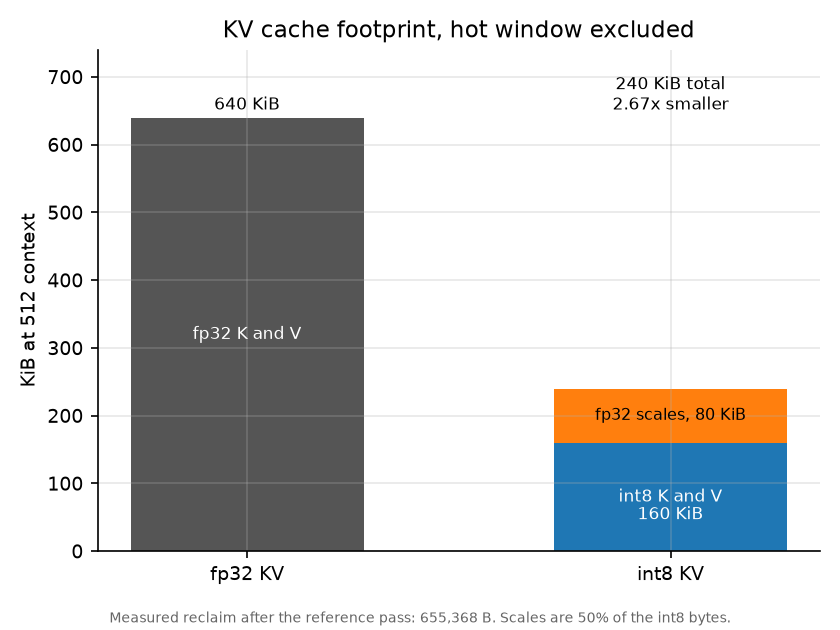 KV cache footprint, hot window excluded
KiB at 512 context
700
600
500
400
300
200
100
0
640 KiB
fp32 K and V
240 KiB total
2.67x smaller
fp32 scales, 80 KiB
int8 K and V
160 KiB
fp32 KV
int8 KV
Measured reclaim after the reference pass: 655,368 B. Scales are 50% of the int8 bytes.